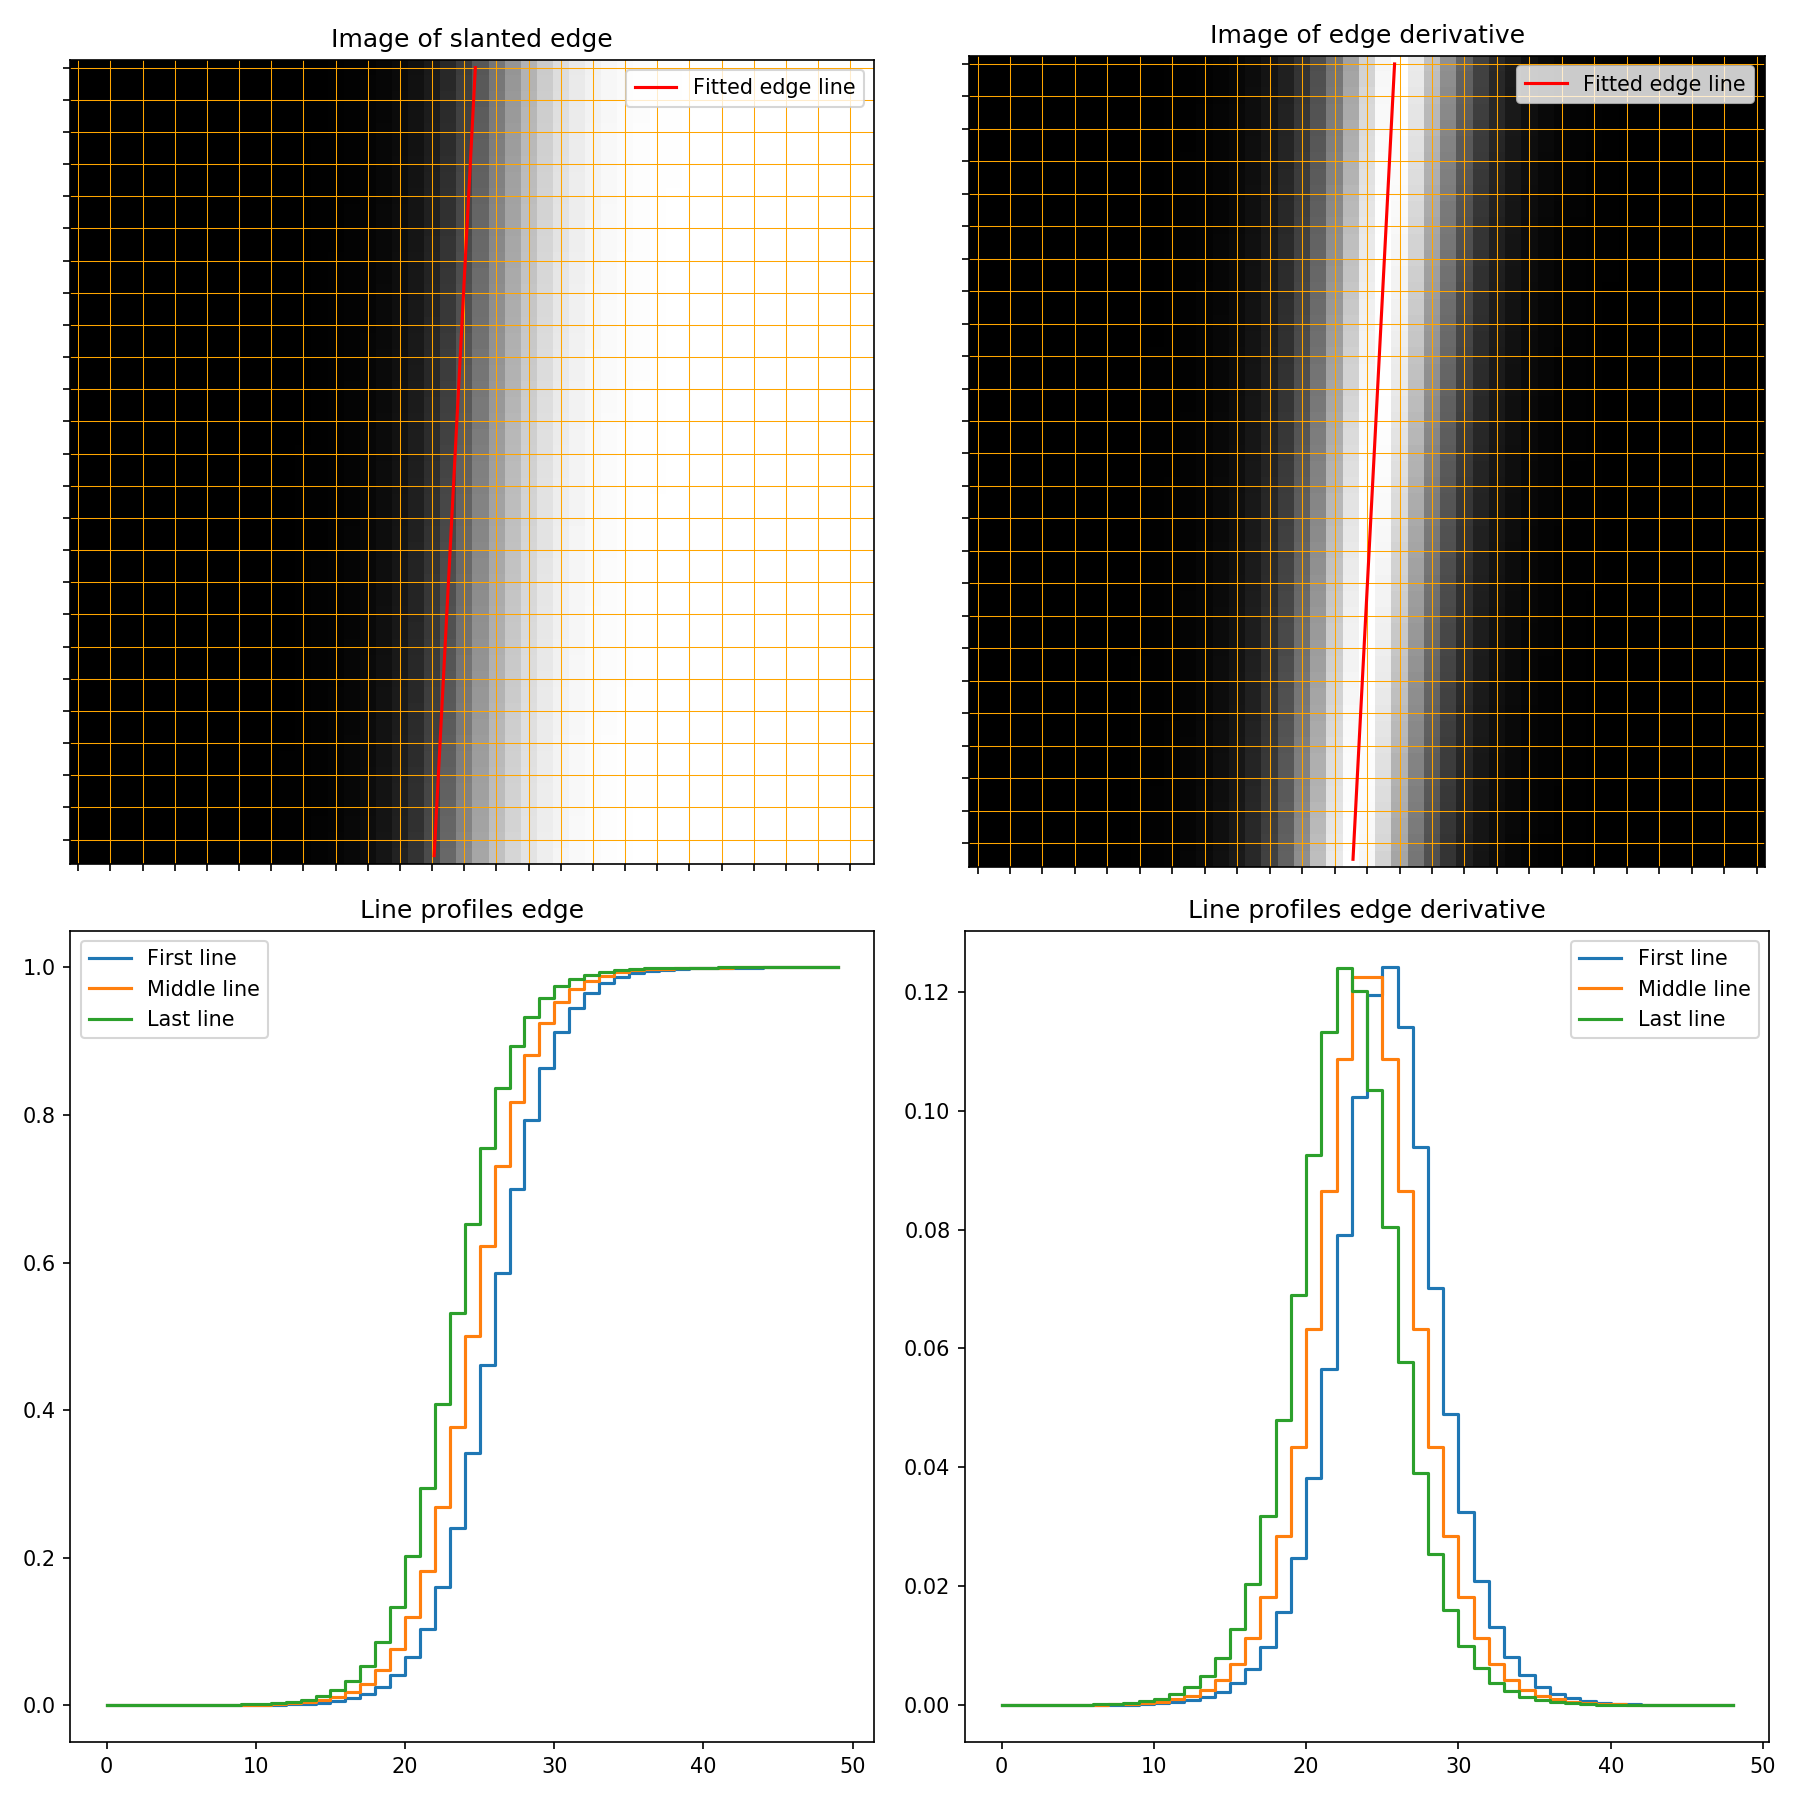 Image of slanted edge
Fitted edge line
Image of edge derivative
Fitted edge line
Line profiles edge
First line
Middle line
Last line
1.0
0.8
0.6
0.4
0.2
0.0
0 10 20 30 40 50
Line profiles edge derivative
First line
Middle line
Last line
0.12
0.10
0.08
0.06
0.04
0.02
0.00
0 10 20 30 40 50